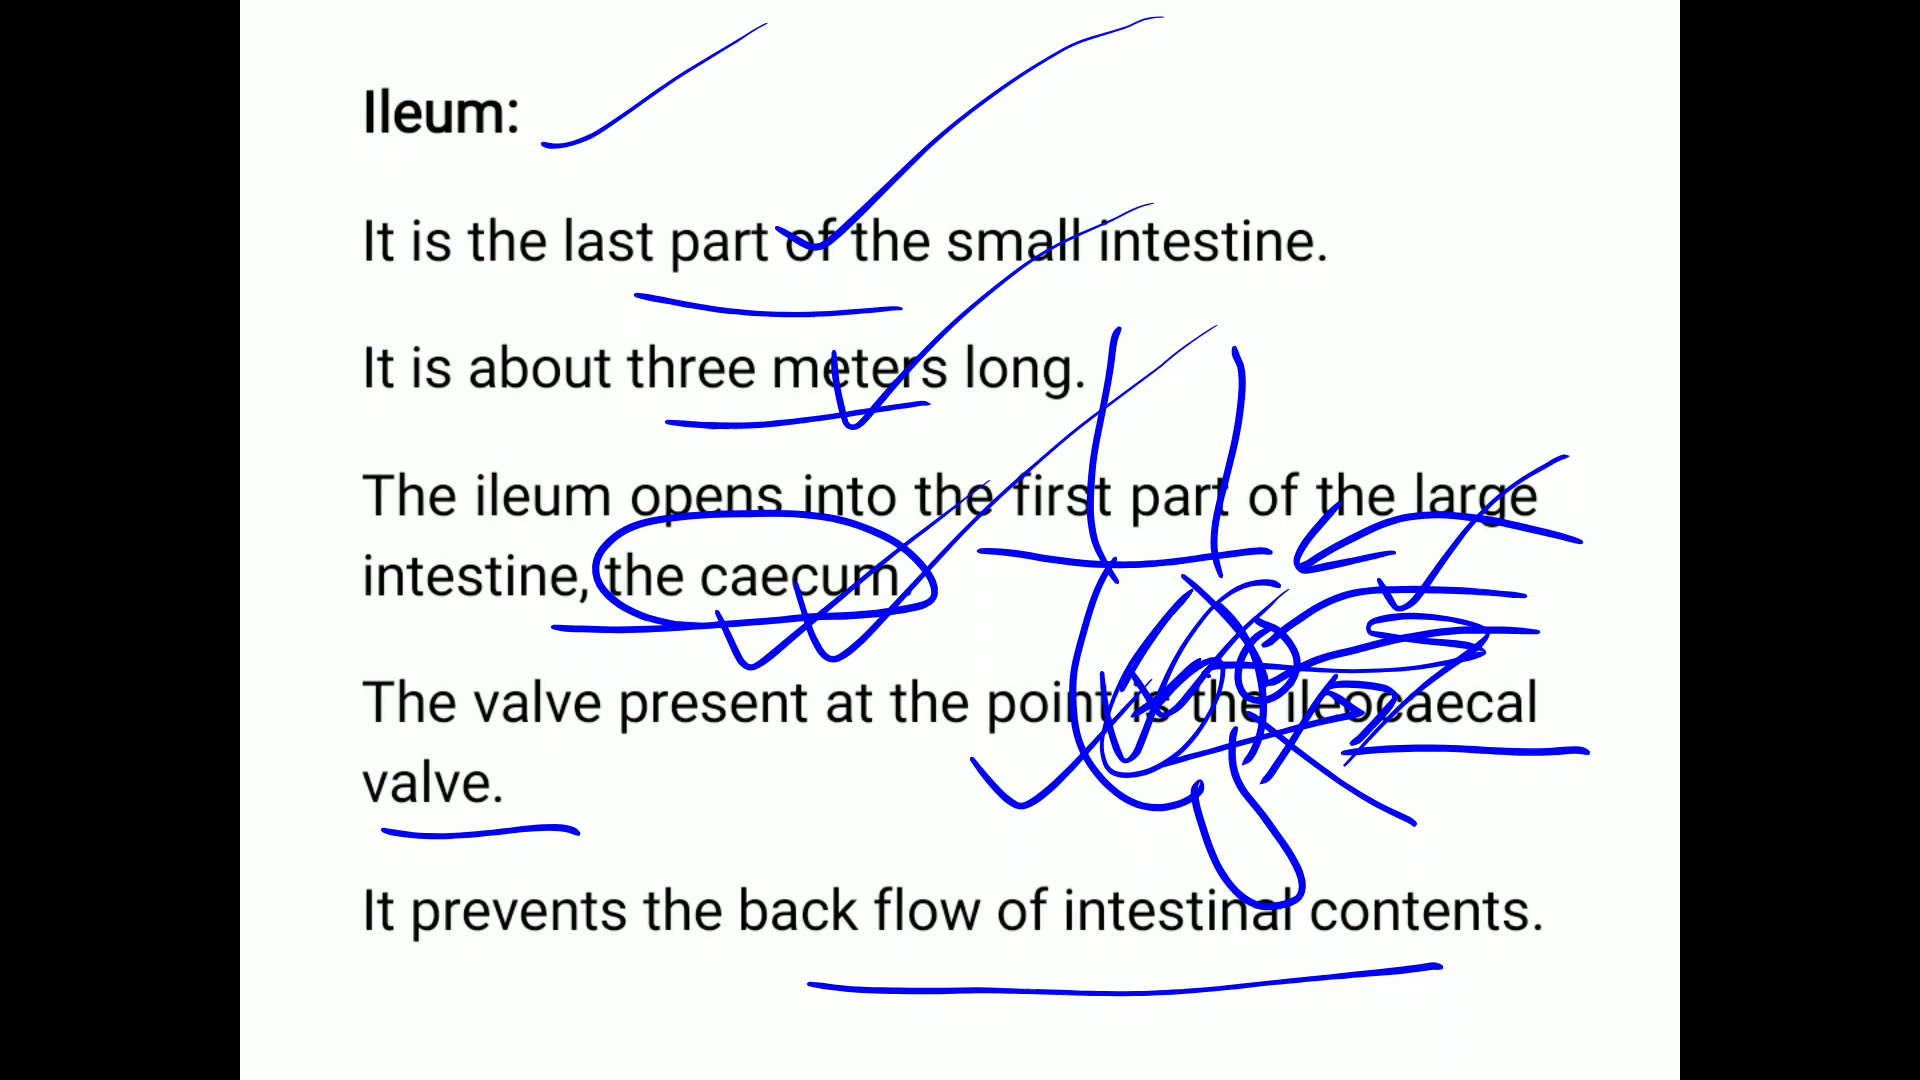 Ileum:
It is the last part of the small intestine.
It is about three meters long.
The ileum opens into the first part of the large
intestine, the caecum.
The valve present at the point is the ileocaecal
valve.
It prevents the back flow of intestinal contents.